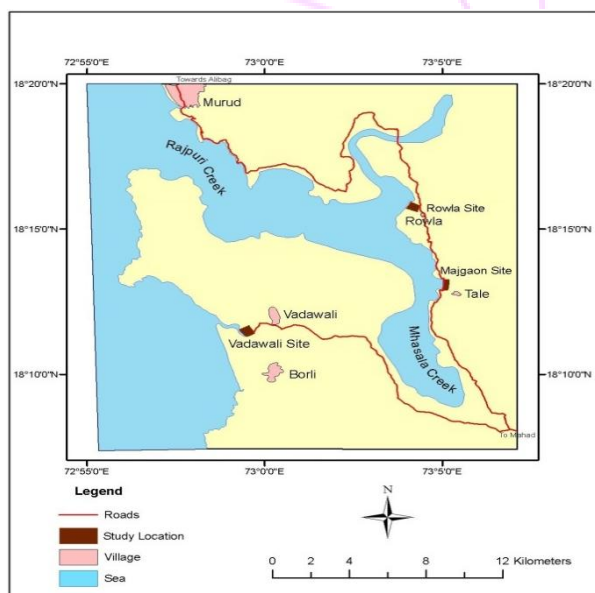 72°55'0"E 73°0'0"E 73°5'0"E
Towards Alibag
18°20'0"N 18°20'0"N
Murud
Rajpuri Creek
Rowla Site
Rowla
18°15'0"N 18°15'0"N
Majgaon Site
Tale
Vadawali
Vadawali Site
Mhasala Creek
Borli
18°10'0"N 18°10'0"N
To Mahad
72°55'0"E 73°0'0"E 73°5'0"E
Legend
Roads
Study Location
Village
Sea
N
0 2 4 6 8 12 Kilometers